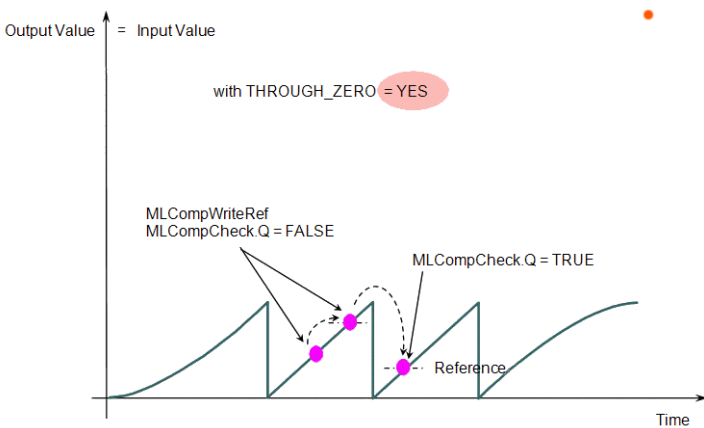 Output Value = Input Value
with THROUGH_ZERO = YES
MLCompWriteRef
MLCompCheck.Q = FALSE
MLCompCheck.Q = TRUE
Reference
Time